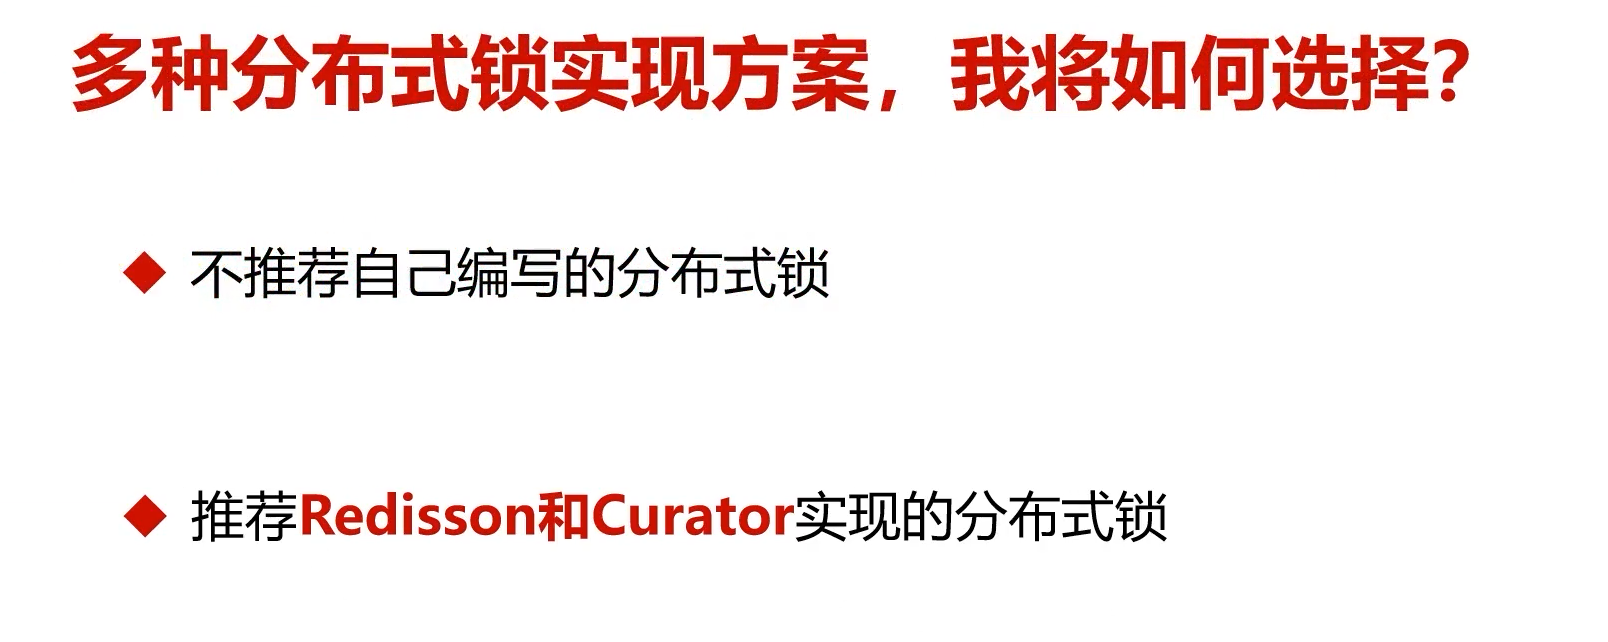 多种分布式锁实现方案，我将如何选择？
不推荐自己编写的分布式锁
推荐Redisson和Curator实现的分布式锁